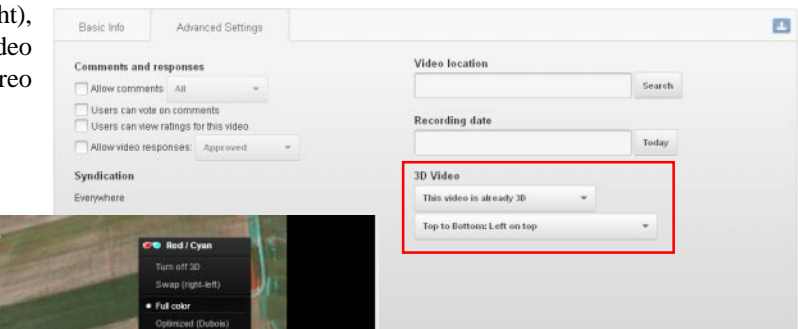 ht),
deo
reo
Basic Info
Advanced Settings
Comments and responses
Allow comments All
Users can vote on comments
Users can view ratings for this video
Allow video responses: Approved
Syndication
Everywhere
Video location
Search
Recording date
Today
3D Video
This video is already 3D
Top to Bottom: Left on top
Red / Cyan
Turn off 3D
Swap (right-left)
Full color
Optimized (Dubois)